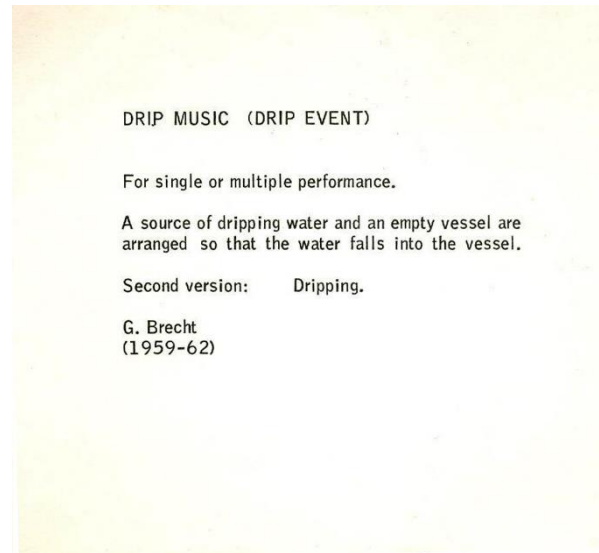 DRIP MUSIC (DRIP EVENT)
For single or multiple performance.
A source of dripping water and an empty vessel are
arranged so that the water falls into the vessel.
Second version: Dripping.
G. Brecht
(1959-62)